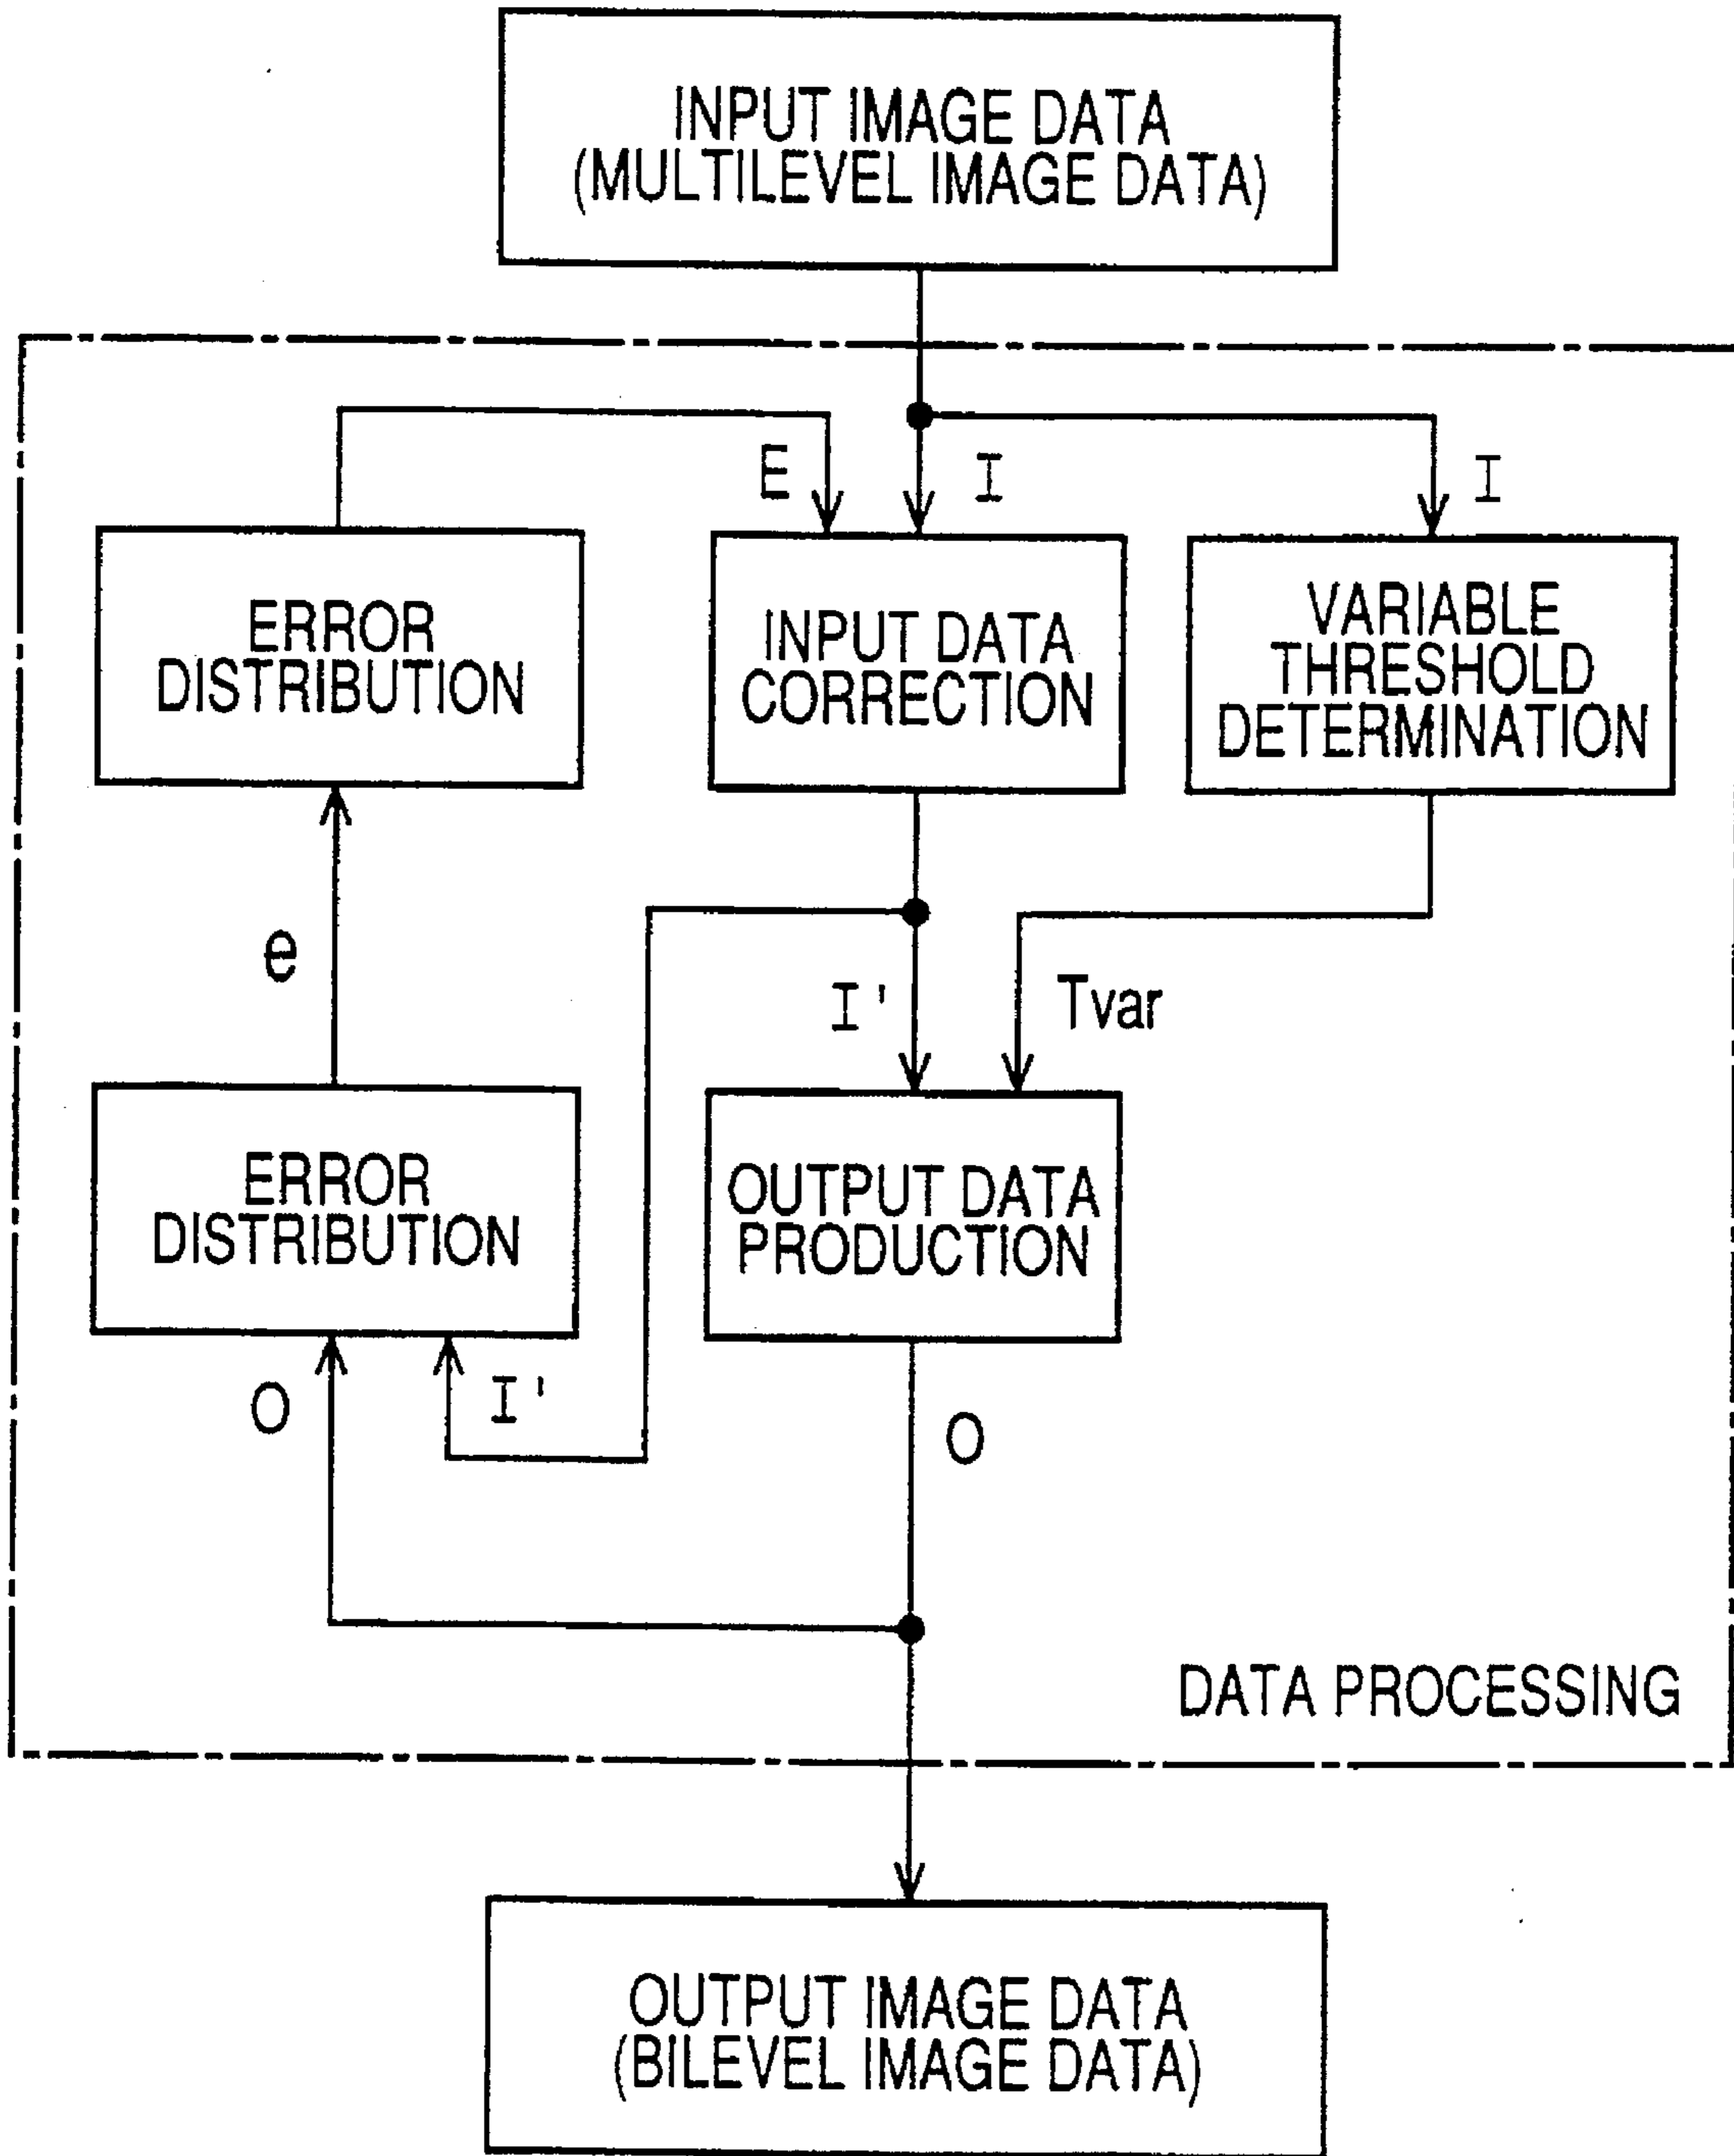 INPUT IMAGE DATA
(MULTILEVEL IMAGE DATA)
E
I
I
ERROR
DISTRIBUTION
INPUT DATA
CORRECTION
VARIABLE
THRESHOLD
DETERMINATION
e
I'
Tvar
ERROR
DISTRIBUTION
OUTPUT DATA
PRODUCTION
O
I'
O
DATA PROCESSING
OUTPUT IMAGE DATA
(BILEVEL IMAGE DATA)